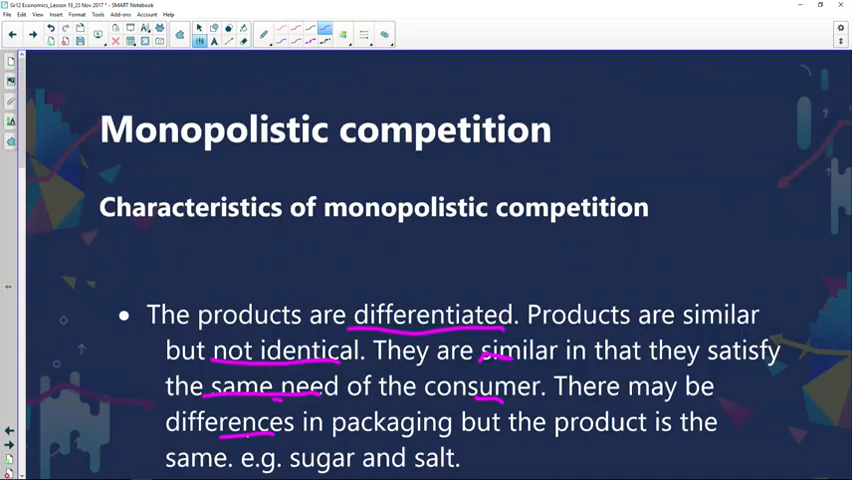 Gr12 Economics_Lesson 19_23 Nov 2017 * - SMART Notebook
File Edit View Insert Format Tools Add-ons Account Help
Monopolistic competition
Characteristics of monopolistic competition
• The products are differentiated. Products are similar
but not identical. They are similar in that they satisfy
the same need of the consumer. There may be
differences in packaging but the product is the
same. e.g. sugar and salt.